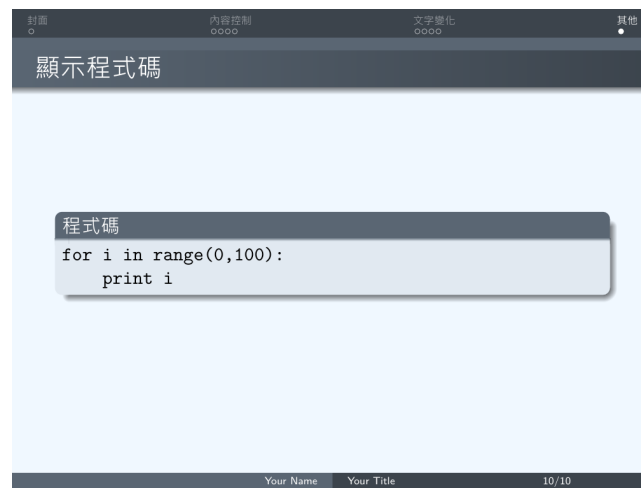 封面 內容控制 文字變化 其他
顯示程式碼
程式碼
for i in range(0,100):
    print i
Your Name Your Title 10/10